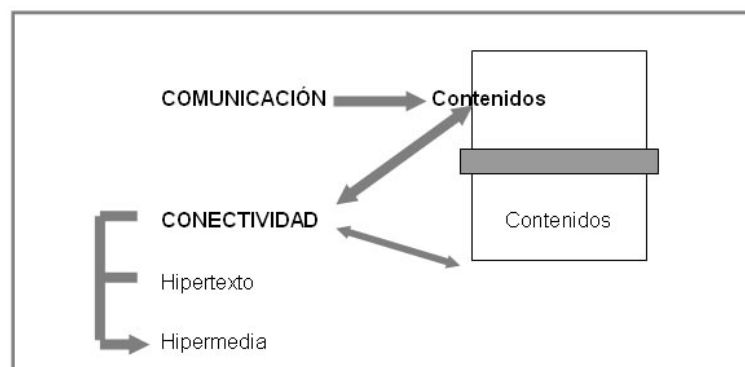 COMUNICACIÓN
Contenidos
CONECTIVIDAD
Contenidos
Hipertexto
Hipermedia